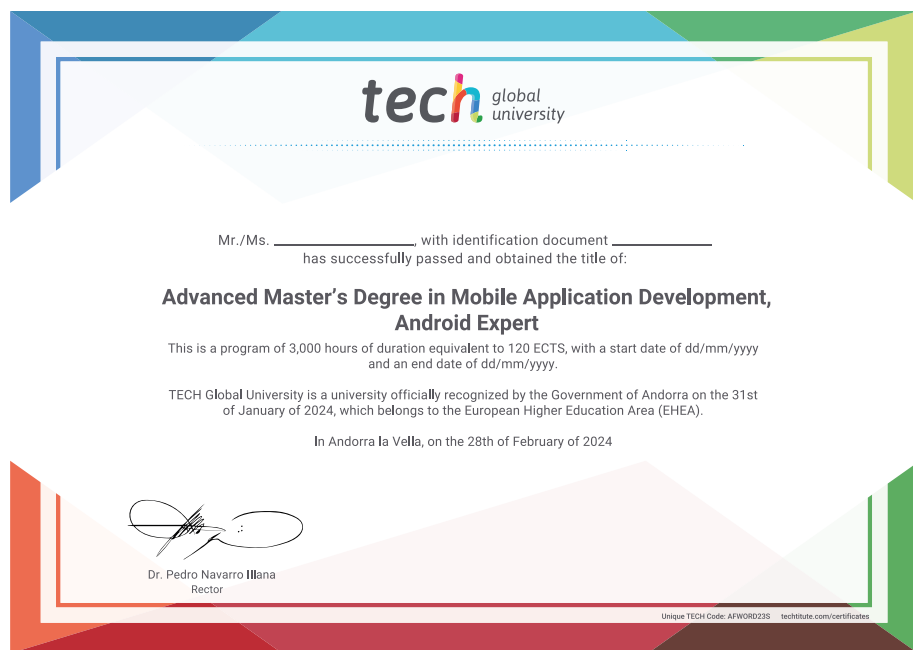 tech global
university
Mr./Ms. ____________, with identification document ____________
has successfully passed and obtained the title of:
Advanced Master's Degree in Mobile Application Development,
Android Expert
This is a program of 3,000 hours of duration equivalent to 120 ECTS, with a start date of dd/mm/yyyy
and an end date of dd/mm/yyyy.
TECH Global University is a university officially recognized by the Government of Andorra on the 31st
of January of 2024, which belongs to the European Higher Education Area (EHEA).
In Andorra la Vella, on the 28th of February of 2024
Dr. Pedro Navarro Illana
Rector
Unique TECH Code: AFWORD23S techtitute.com/certificates